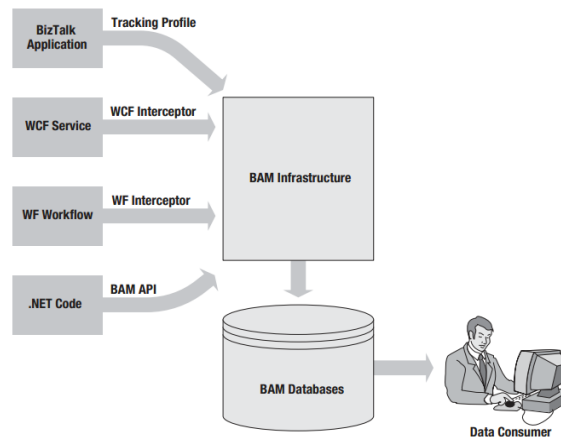 BizTalk
Application
Tracking Profile
WCF Service
WCF Interceptor
BAM Infrastructure
WF Workflow
WF Interceptor
.NET Code
BAM API
BAM Databases
Data Consumer